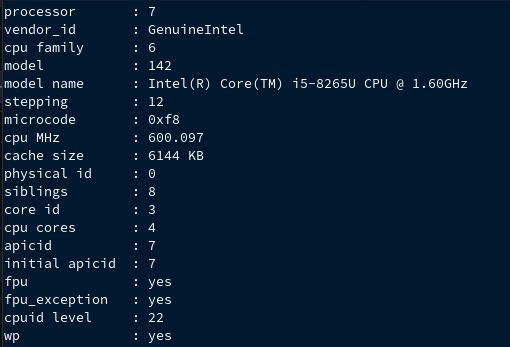 processor : 7
vendor_id : GenuineIntel
cpu family : 6
model : 142
model name : Intel(R) Core(TM) i5-8265U CPU @ 1.60GHz
stepping : 12
microcode : 0xf8
cpu MHz : 600.097
cache size : 6144 KB
physical id : 0
siblings : 8
core id : 3
cpu cores : 4
apicid : 7
initial apicid : 7
fpu : yes
fpu_exception : yes
cpuid level : 22
wp : yes